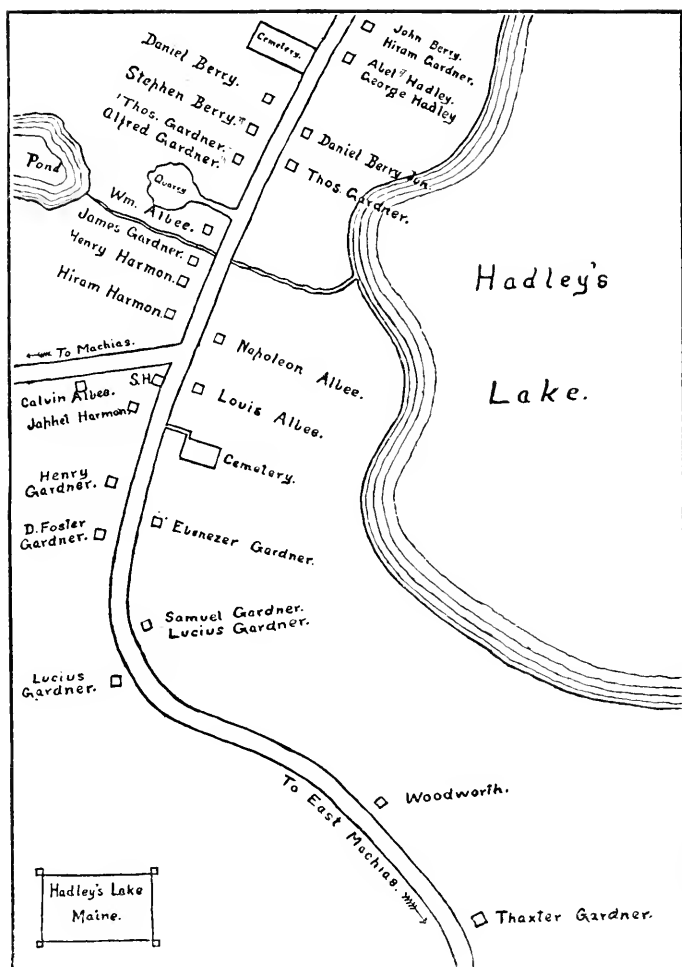 John Berry.
Hiram Gardner.
Cemetery.
Daniel Berry.
Abel Hadley.
George Hadley
Stephen Berry.
Thos. Gardner.
Alfred Gardner.
Daniel Berry Jun.
Pond
Quarry
Thos. Gardner.
Wm. Albee.
James Gardner.
Henry Harmon.
Hiram Harmon.
Hadley's
Lake.
To Machias.
Napoleon Albee.
S.H.
Calvin Albee.
Japhet Harmon.
Louis Albee.
Cemetery.
Henry
Gardner.
D. Foster
Gardner.
Ebenezer Gardner.
Samuel Gardner.
Lucius Gardner.
Lucius
Gardner.
To East Machias.
Woodworth.
Hadley's Lake
Maine.
Thaxter Gardner.